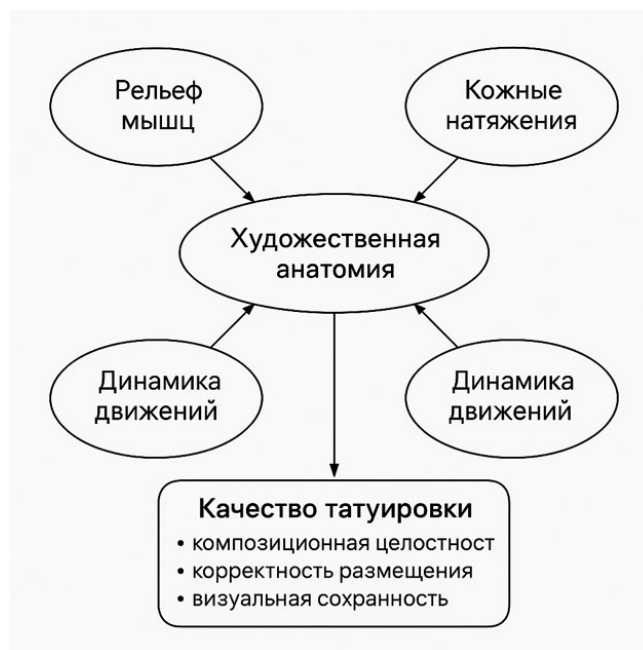 Рельеф
мышц
Кожные
натяжения
Художественная
анатомия
Динамика
движений
Динамика
движений
Качество татуировки
• композиционная целостност
• корректность размещения
• визуальная сохранность